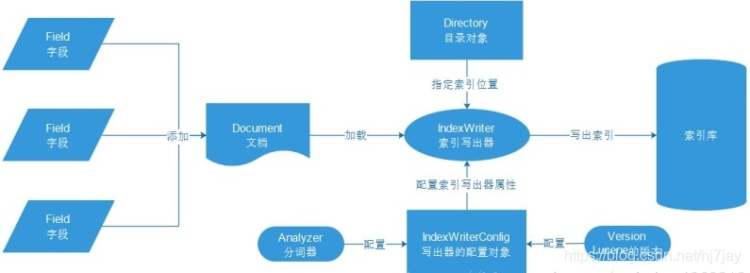 Field
字段
Field
字段
Field
字段
添加
Document
文档
加载
Directory
目录对象
指定索引位置
IndexWriter
索引写出器
写出索引
索引库
配置索引写出器属性
Analyzer
分词器
配置
IndexWriterConfig
写出器的配置对象
配置
Version
Lucene的版本
https://blog.csdn.net/hj7jay